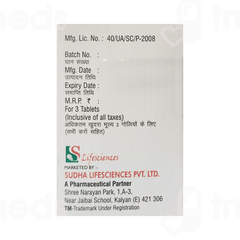 Mfg. Lic. No. : 40/UA/SC/P-2008
Batch No. :
धान संख्या
Mfg. Date :
उत्पादन तिथि
Expiry Date :
समाप्ति तिथि
M.R.P. ₹ :
For 3 Tablets
(Inclusive of all taxes)
अधिकतम खुदरा मूल्य 3 गोलियों के लिए
(सभी करों सहित)
S Lifesciences
MARKETED BY :
SUDHA LIFESCIENCES PVT. LTD.
A Pharmaceutical Partner
Shree Narayan Park, 1,A-3,
Near Jaibai School, Kalyan (E) 421 306
TM-Trademark Under Registration